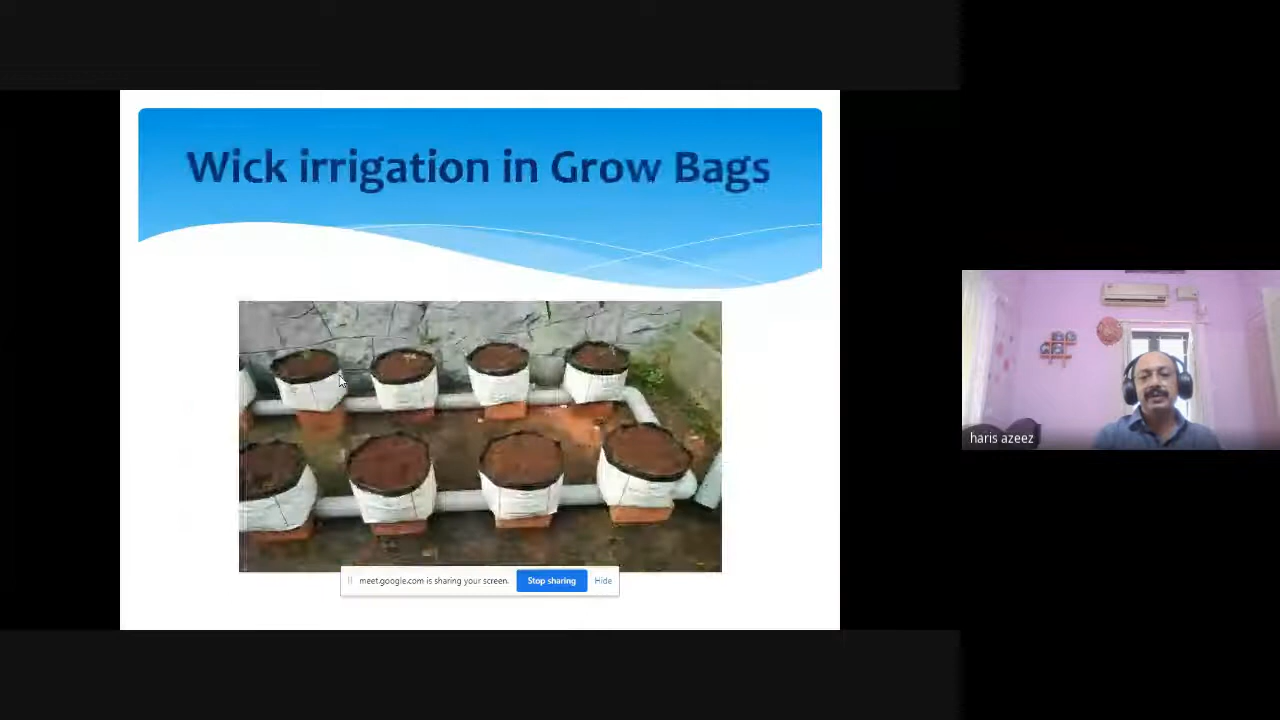 Wick irrigation in Grow Bags
meet.google.com is sharing your screen.
Stop sharing
Hide
haris azeez